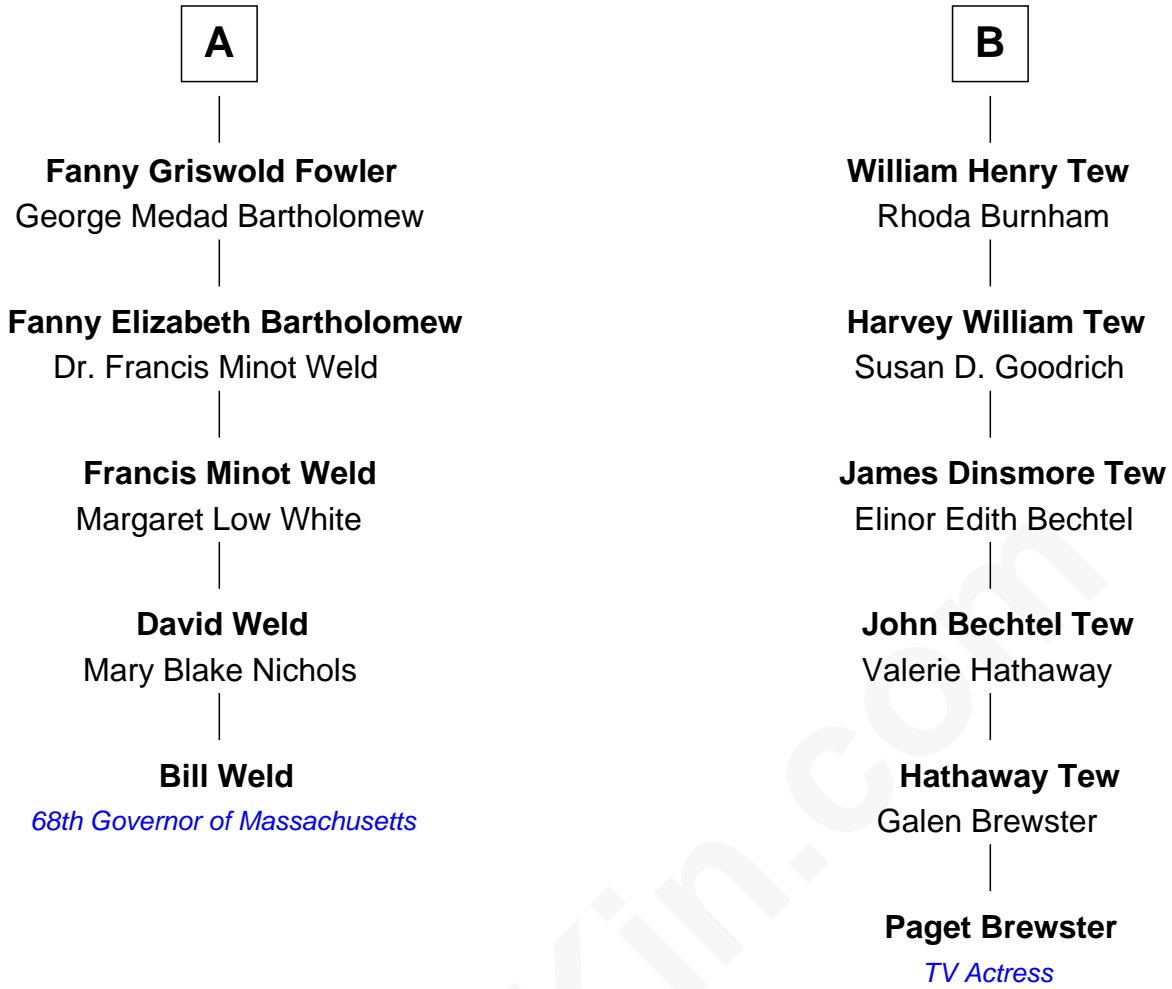 A
Fanny Griswold Fowler
George Medad Bartholomew
Fanny Elizabeth Bartholomew
Dr. Francis Minot Weld
Francis Minot Weld
Margaret Low White
David Weld
Mary Blake Nichols
Bill Weld
68th Governor of Massachusetts
B
William Henry Tew
Rhoda Burnham
Harvey William Tew
Susan D. Goodrich
James Dinsmore Tew
Elinor Edith Bechtel
John Bechtel Tew
Valerie Hathaway
Hathaway Tew
Galen Brewster
Paget Brewster
TV Actress
Kin.com